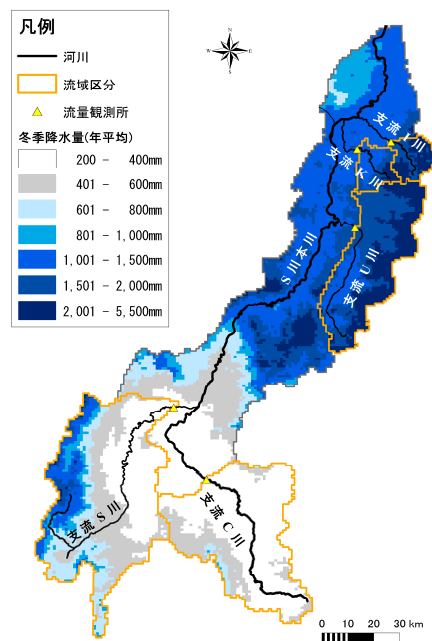 凡例
河川
流域区分
流量観測所
冬季降水量(年平均)
200 - 400mm
401 - 600mm
601 - 800mm
801 - 1,000mm
1,001 - 1,500mm
1,501 - 2,000mm
2,001 - 5,500mm
N
W
E
S
支流I川
支流K川
S川本川
支流U川
支流S川
支流C川
0 10 20 30 km